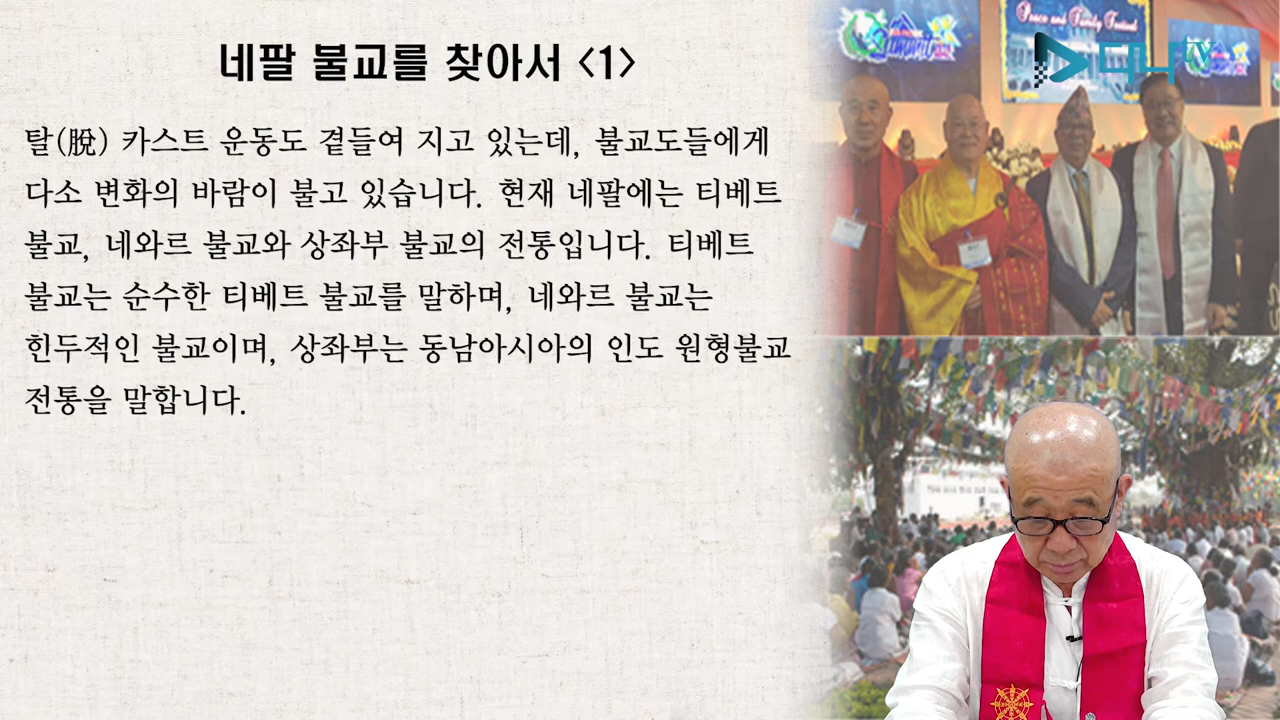 네팔 불교를 찾아서 <1>
탈(脫) 카스트 운동도 곁들여 지고 있는데, 불교도들에게
다소 변화의 바람이 불고 있습니다. 현재 네팔에는 티베트
불교, 네와르 불교와 상좌부 불교의 전통입니다. 티베트
불교는 순수한 티베트 불교를 말하며, 네와르 불교는
힌두적인 불교이며, 상좌부는 동남아시아의 인도 원형불교
전통을 말합니다.
Peace and Family Festival
Summit
다나TV